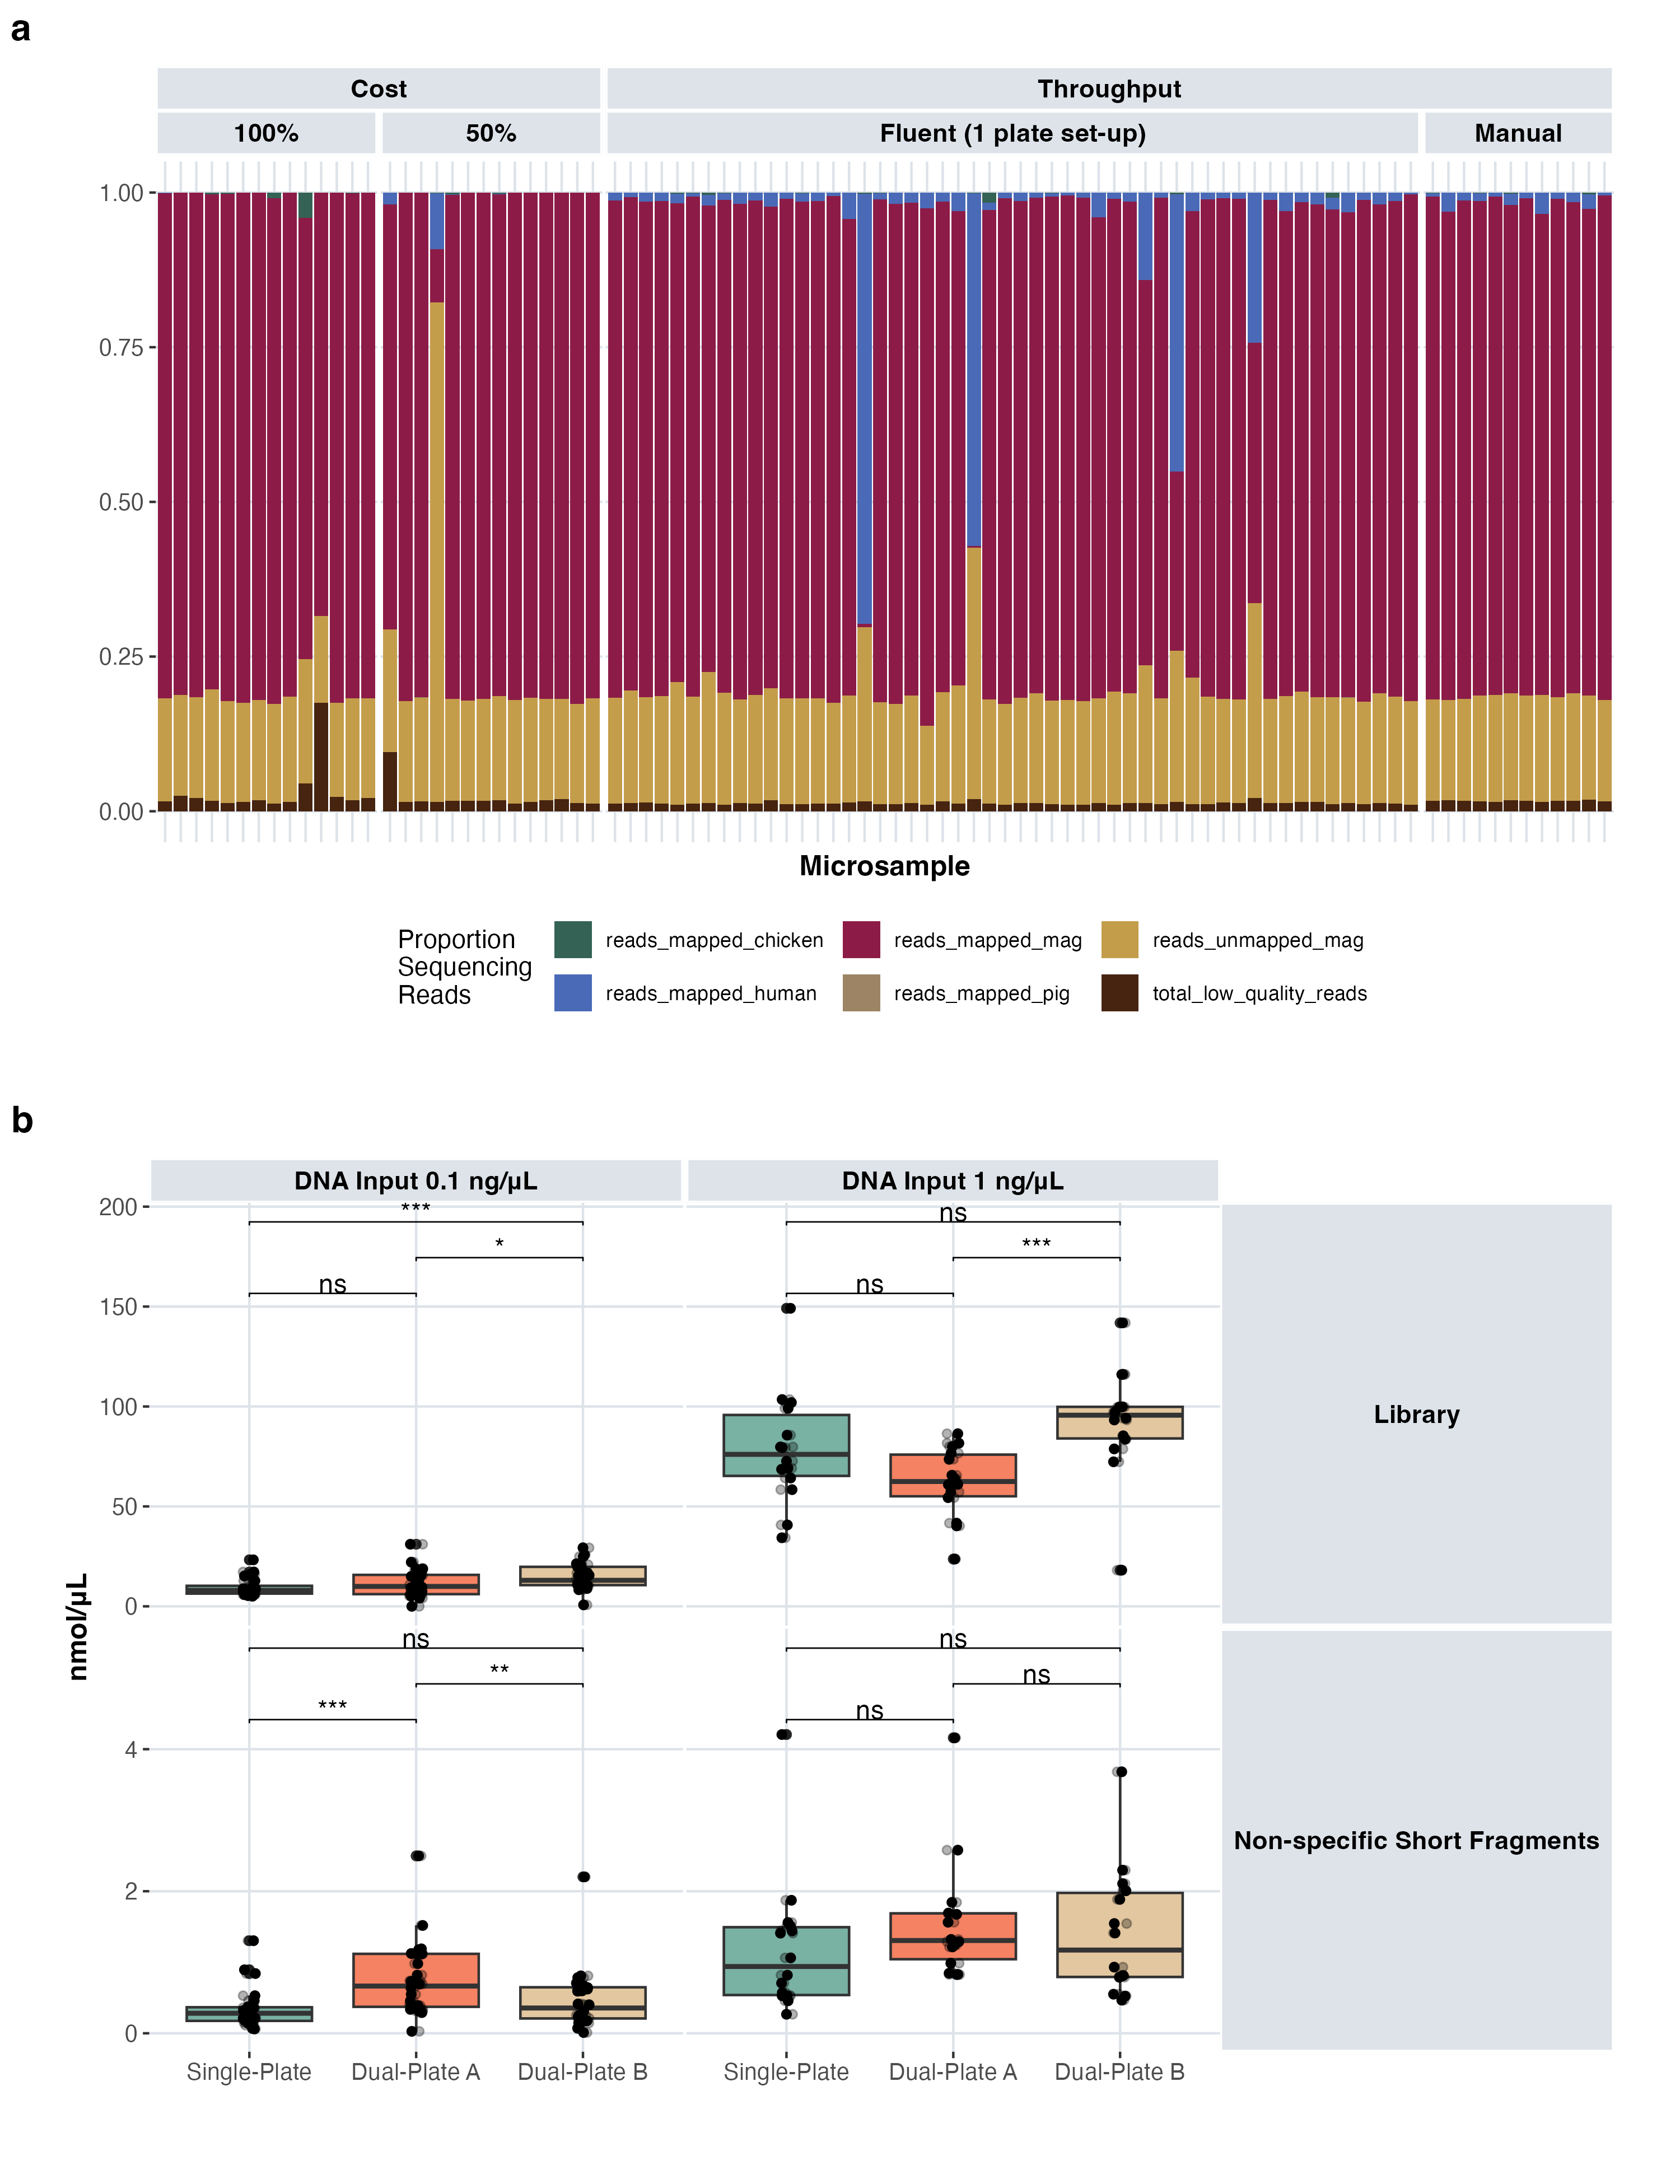 a
Cost
Throughput
100%
50%
Fluent (1 plate set-up)
Manual
1.00
0.75
0.50
0.25
0.00
Microsample
Proportion
Sequencing
Reads
reads_mapped_chicken
reads_mapped_mag
reads_unmapped_mag
reads_mapped_human
reads_mapped_pig
total_low_quality_reads
b
DNA Input 0.1 ng/µL
DNA Input 1 ng/µL
200
150
100
50
0
***
*
ns
ns
***
ns
Library
nmol/µL
ns
**
***
ns
ns
ns
4
2
0
Non-specific Short Fragments
Single-Plate
Dual-Plate A
Dual-Plate B
Single-Plate
Dual-Plate A
Dual-Plate B